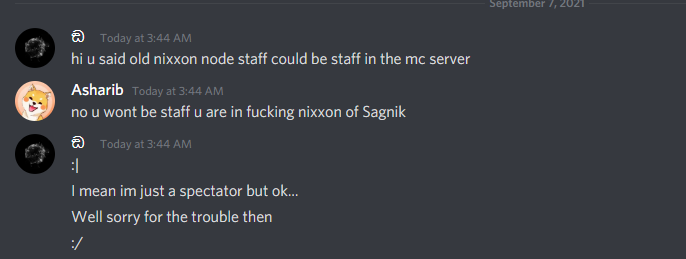 September 7, 2021
ඞ Today at 3:44 AM
hi u said old nixxon node staff could be staff in the mc server
Asharib Today at 3:44 AM
no u wont be staff u are in fucking nixxon of Sagnik
ඞ Today at 3:44 AM
:|
I mean im just a spectator but ok...
Well sorry for the trouble then
:/